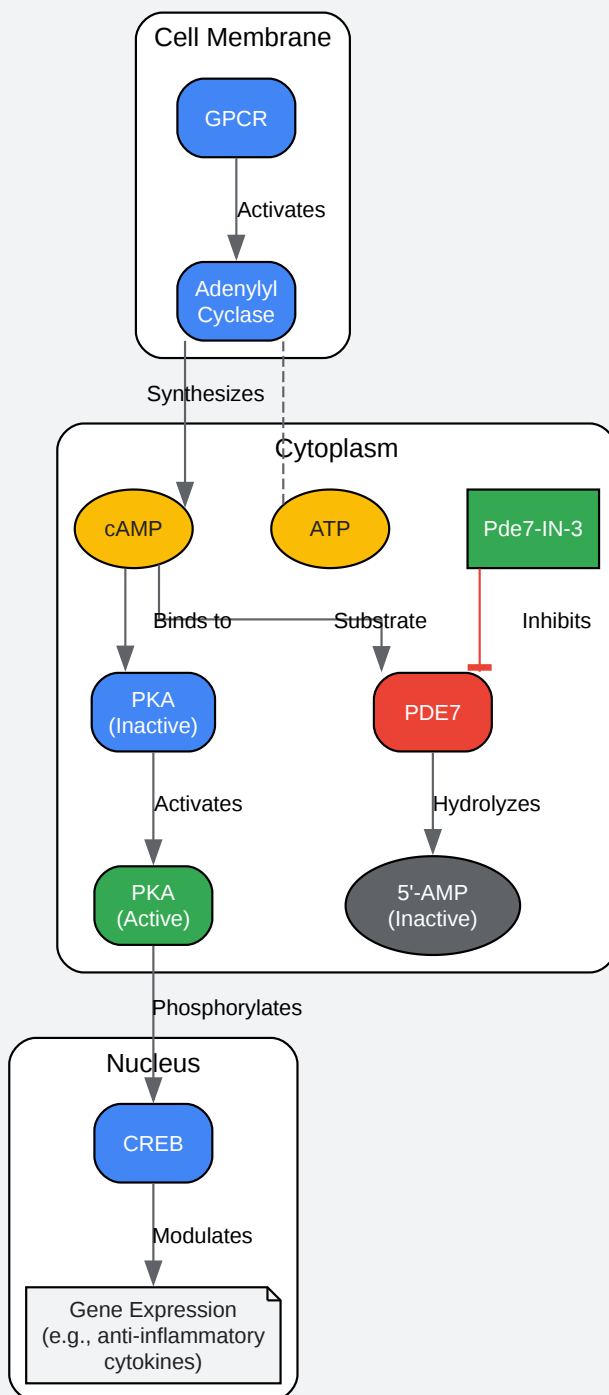 Cell Membrane
GPCR
Activates
Adenylyl
Cyclase
Synthesizes
Cytoplasm
cAMP
ATP
Pde7-IN-3
Binds to
Substrate
Inhibits
PKA
(Inactive)
PDE7
Activates
Hydrolyzes
PKA
(Active)
5'-AMP
(Inactive)
Phosphorylates
Nucleus
CREB
Modulates
Gene Expression
(e.g., anti-inflammatory
cytokines)